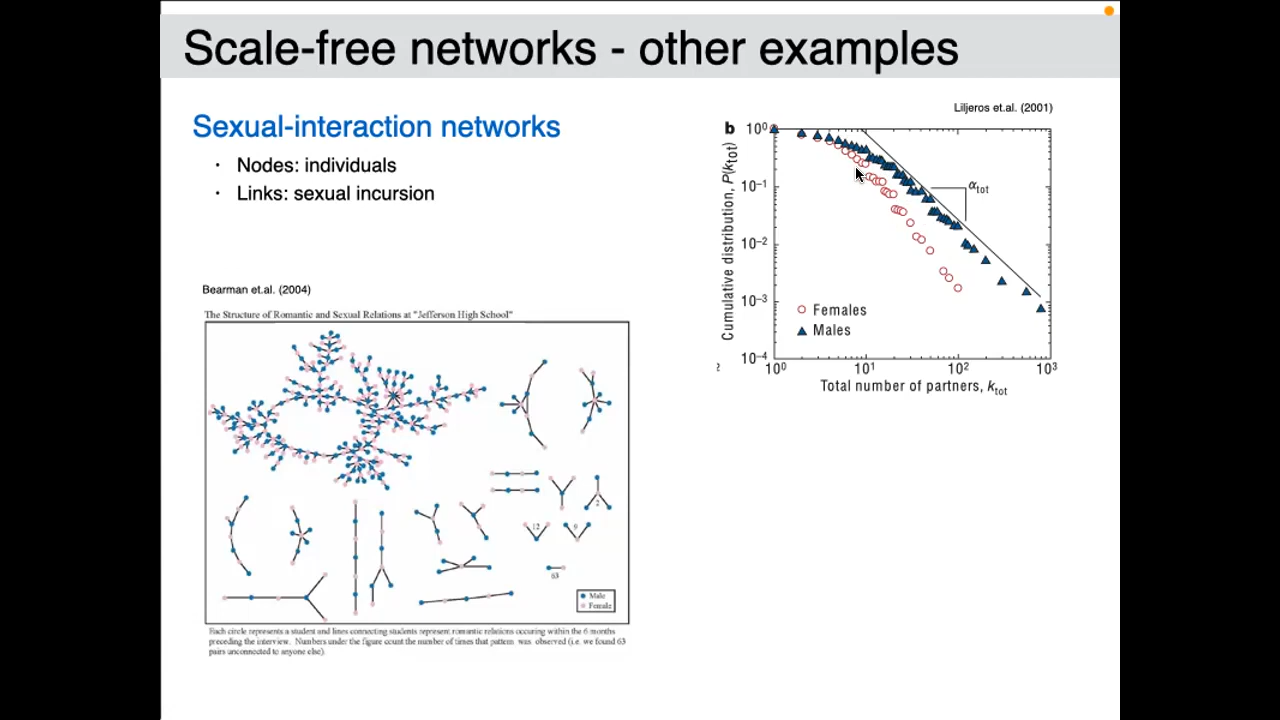 Scale-free networks - other examples
Sexual-interaction networks
· Nodes: individuals
· Links: sexual incursion
Bearman et.al. (2004)
The Structure of Romantic and Sexual Relations at "Jefferson High School"
2
12
9
63
Male
Female
Each circle represents a student and lines connecting students represent romantic relations occuring within the 6 months
preceding the interview. Numbers under the figure count the number of times that pattern was observed (i.e. we found 63
pairs unconnected to anyone else).
Liljeros et.al. (2001)
b
Cumulative distribution, P(k_tot)
10⁰
10⁻¹
10⁻²
10⁻³
10⁻⁴
α_tot
Females
Males
10⁰ 10¹ 10² 10³
Total number of partners, k_tot